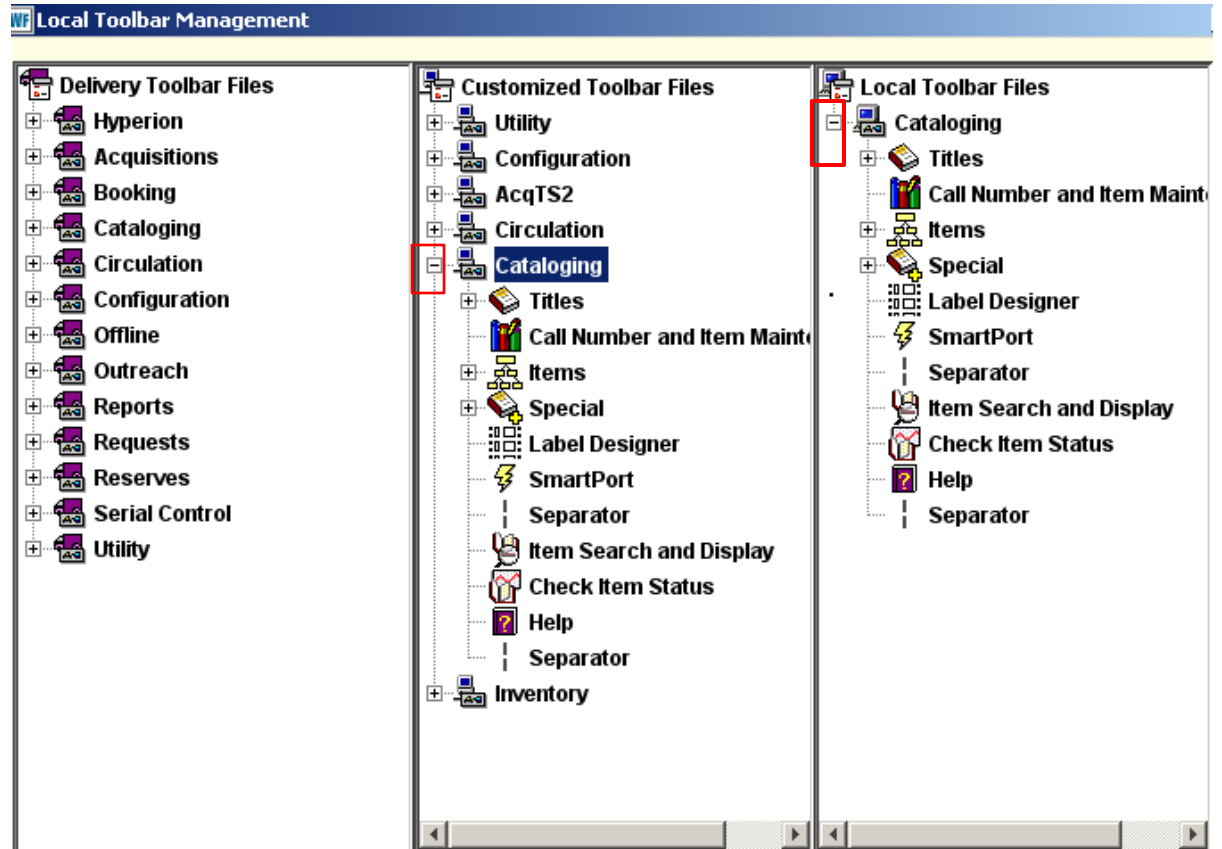 WF Local Toolbar Management
Delivery Toolbar Files
Hyperion
Acquisitions
Booking
Cataloging
Circulation
Configuration
Offline
Outreach
Reports
Requests
Reserves
Serial Control
Utility
Customized Toolbar Files
Utility
Configuration
AcqTS2
Circulation
Cataloging
Titles
Call Number and Item Mainte
Items
Special
Label Designer
SmartPort
Separator
Item Search and Display
Check Item Status
Help
Separator
Inventory
Local Toolbar Files
Cataloging
Titles
Call Number and Item Mainte
Items
Special
Label Designer
SmartPort
Separator
Item Search and Display
Check Item Status
Help
Separator